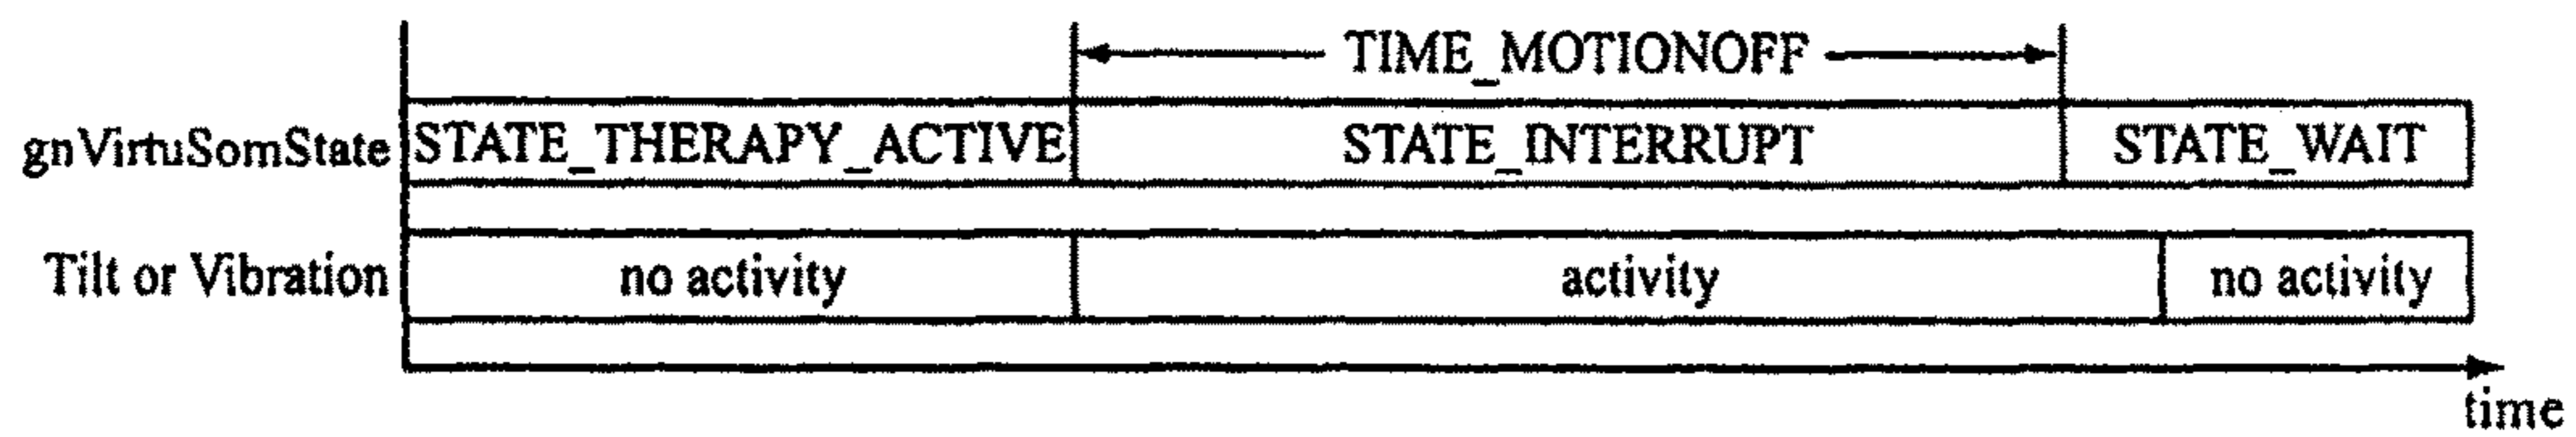 TIME_MOTIONOFF
gnVirtuSomState STATE_THERAPY_ACTIVE STATE_INTERRUPT STATE_WAIT
Tilt or Vibration no activity activity no activity
time